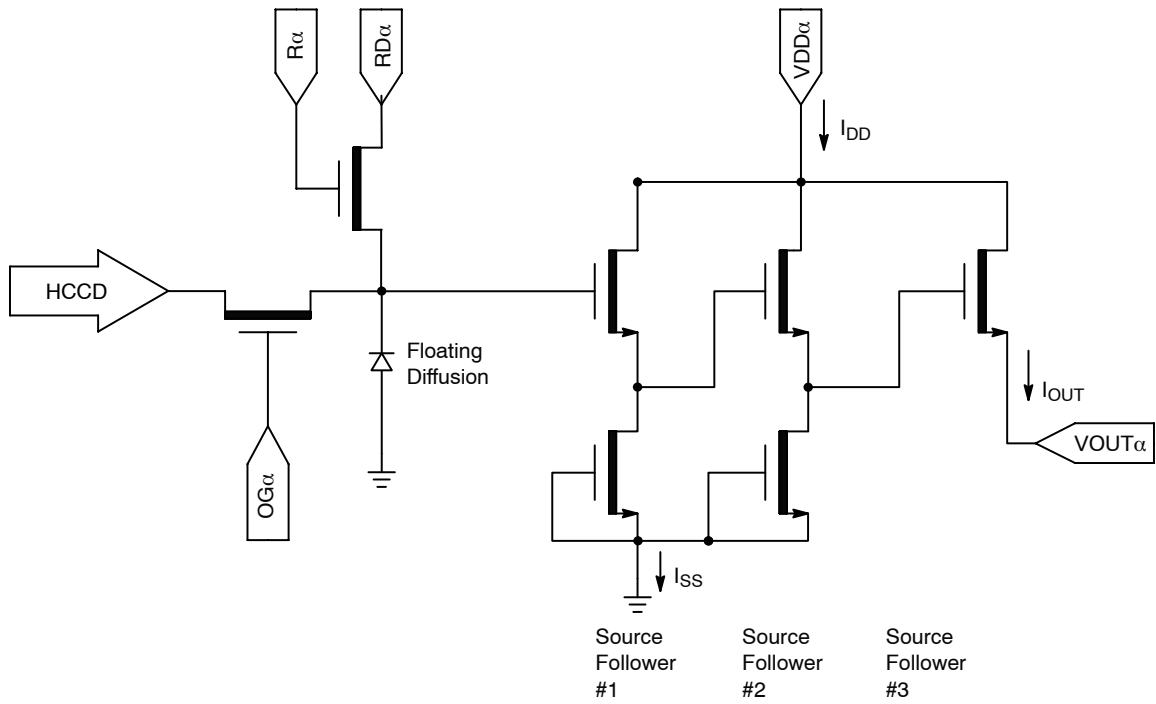 Rα
RDα
VDDα
IDD
HCCD
Floating
Diffusion
OGα
IOUT
VOUTα
ISS
Source
Follower
#1
Source
Follower
#2
Source
Follower
#3